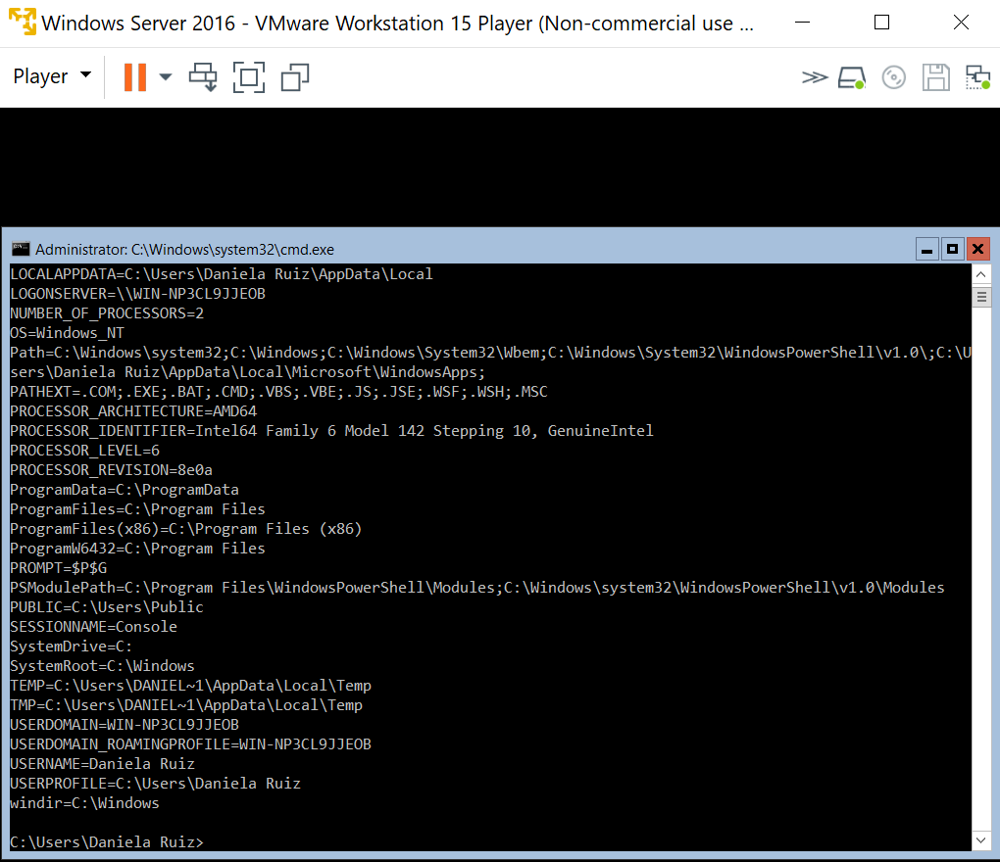 Windows Server 2016 - VMware Workstation 15 Player (Non-commercial use ...
Player
Administrator: C:\Windows\system32\cmd.exe
LOCALAPPDATA=C:\Users\Daniela Ruiz\AppData\Local
LOGONSERVER=\\WIN-NP3CL9JJEOB
NUMBER_OF_PROCESSORS=2
OS=Windows_NT
Path=C:\Windows\system32;C:\Windows;C:\Windows\System32\Wbem;C:\Windows\System32\WindowsPowerShell\v1.0\;C:\U
sers\Daniela Ruiz\AppData\Local\Microsoft\WindowsApps;
PATHEXT=.COM;.EXE;.BAT;.CMD;.VBS;.VBE;.JS;.JSE;.WSF;.WSH;.MSC
PROCESSOR_ARCHITECTURE=AMD64
PROCESSOR_IDENTIFIER=Intel64 Family 6 Model 142 Stepping 10, GenuineIntel
PROCESSOR_LEVEL=6
PROCESSOR_REVISION=8e0a
ProgramData=C:\ProgramData
ProgramFiles=C:\Program Files
ProgramFiles(x86)=C:\Program Files (x86)
ProgramW6432=C:\Program Files
PROMPT=$P$G
PSModulePath=C:\Program Files\WindowsPowerShell\Modules;C:\Windows\system32\WindowsPowerShell\v1.0\Modules
PUBLIC=C:\Users\Public
SESSIONNAME=Console
SystemDrive=C:
SystemRoot=C:\Windows
TEMP=C:\Users\DANIEL~1\AppData\Local\Temp
TMP=C:\Users\DANIEL~1\AppData\Local\Temp
USERDOMAIN=WIN-NP3CL9JJEOB
USERDOMAIN_ROAMINGPROFILE=WIN-NP3CL9JJEOB
USERNAME=Daniela Ruiz
USERPROFILE=C:\Users\Daniela Ruiz
windir=C:\Windows
C:\Users\Daniela Ruiz>